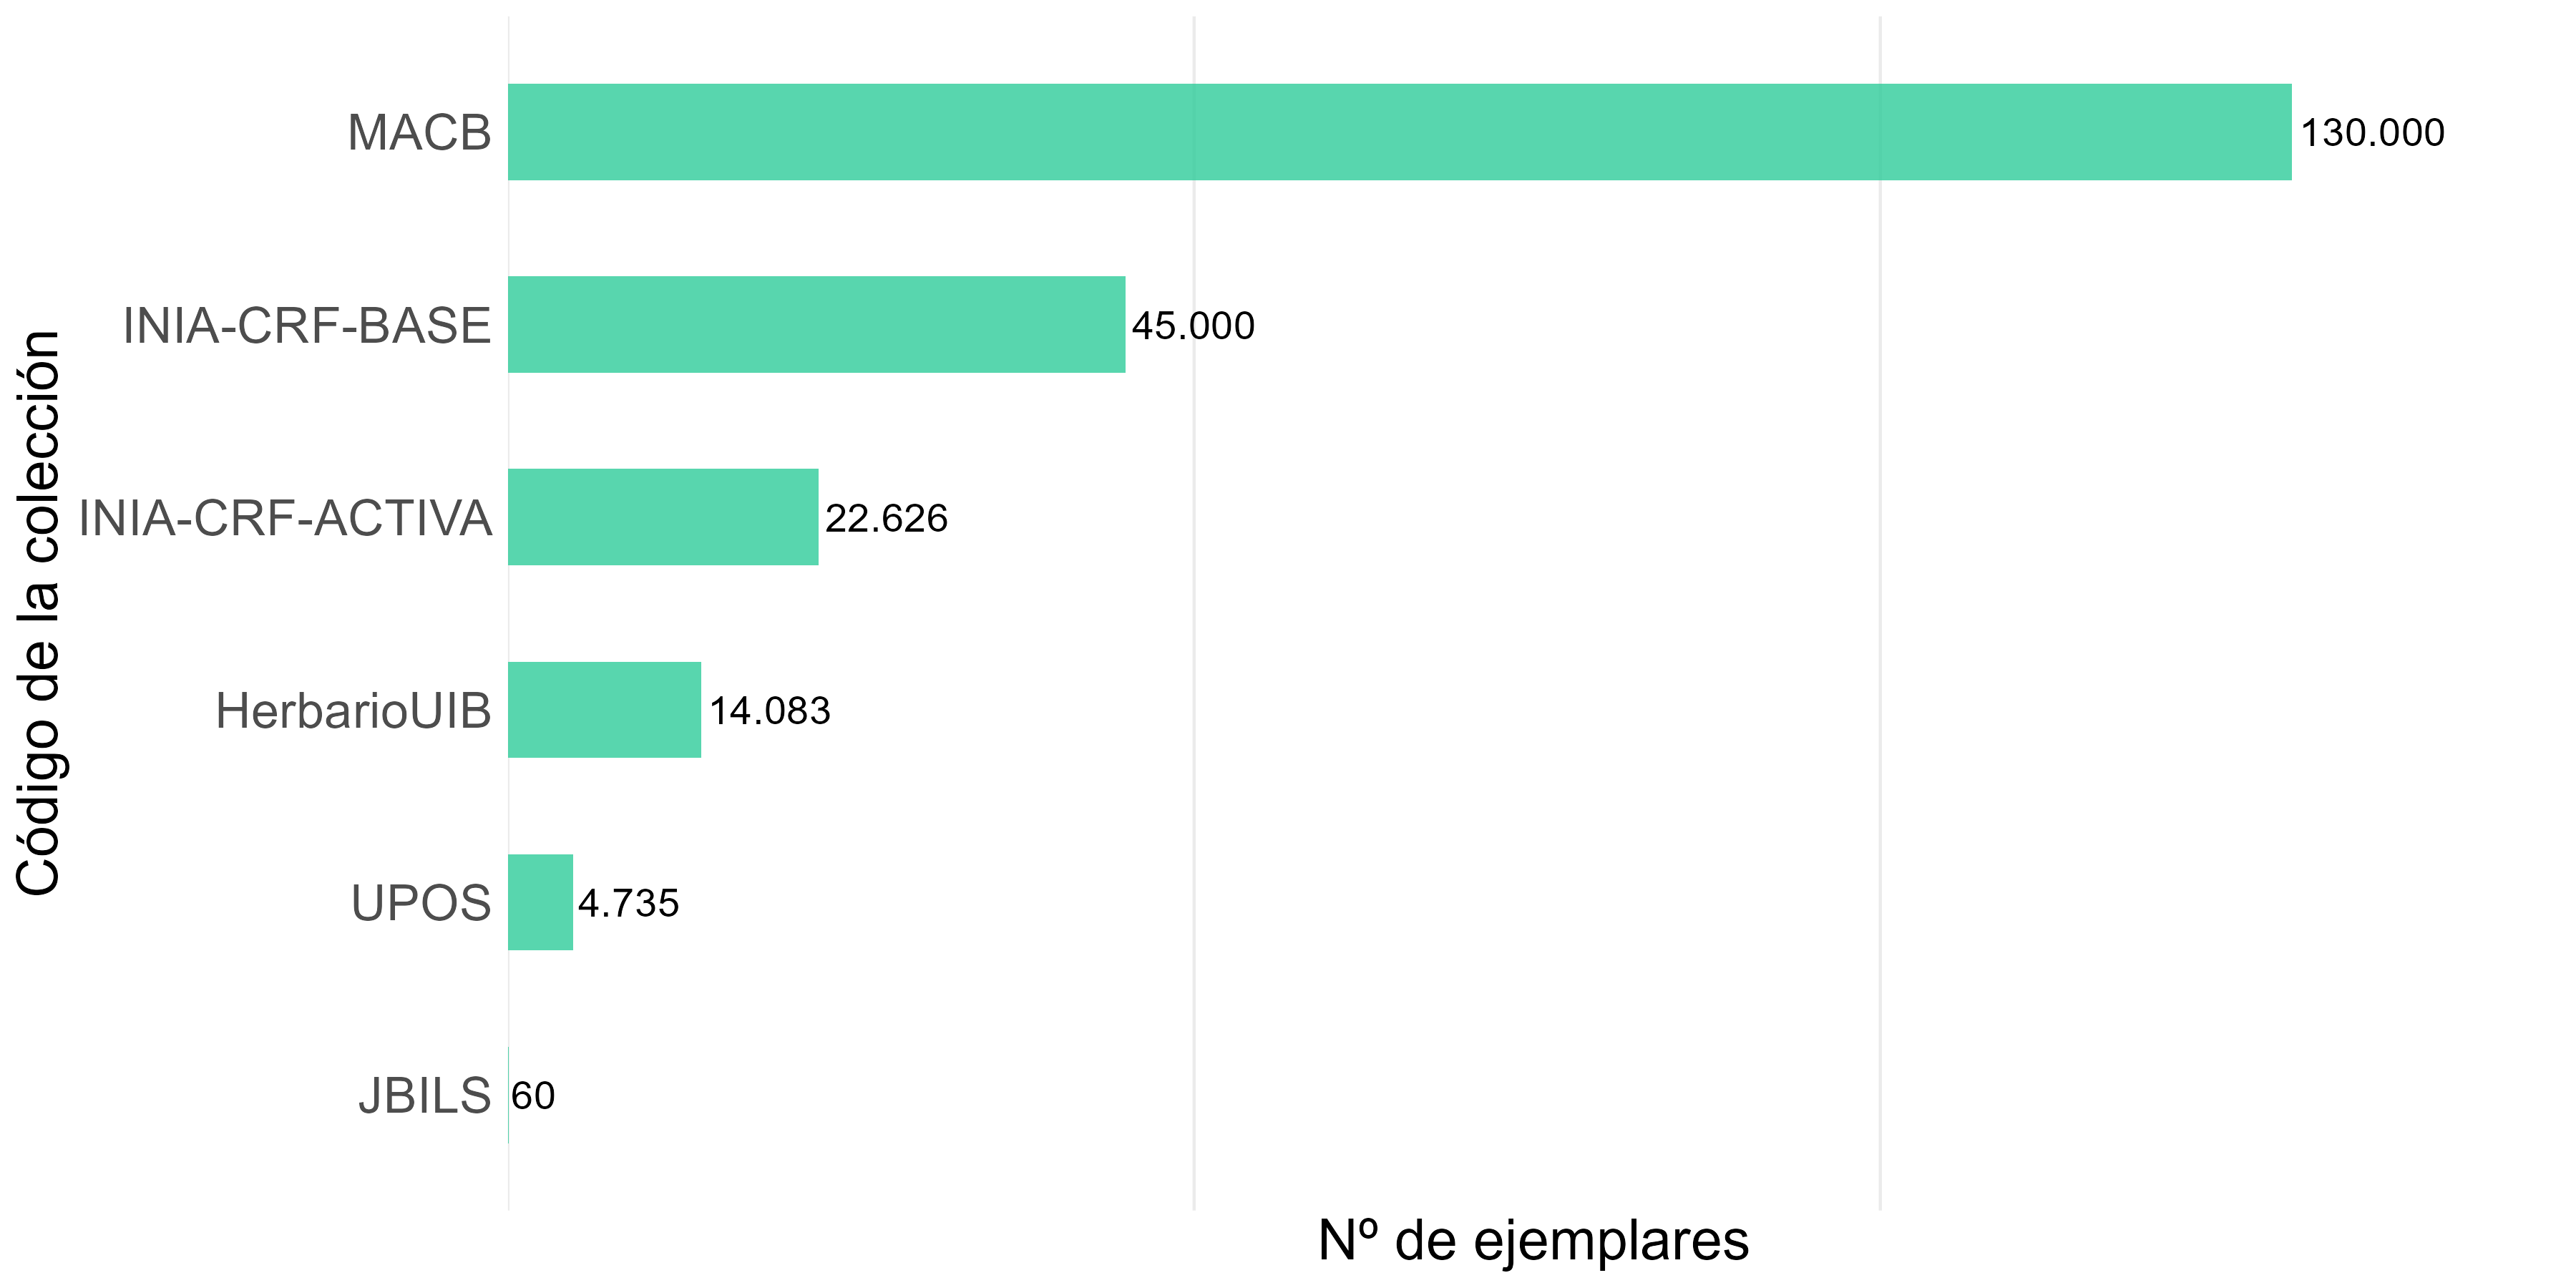 Código de la colección
MACB 130.000
INIA-CRF-BASE 45.000
INIA-CRF-ACTIVA 22.626
HerbarioUIB 14.083
UPOS 4.735
JBILS 60
Nº de ejemplares